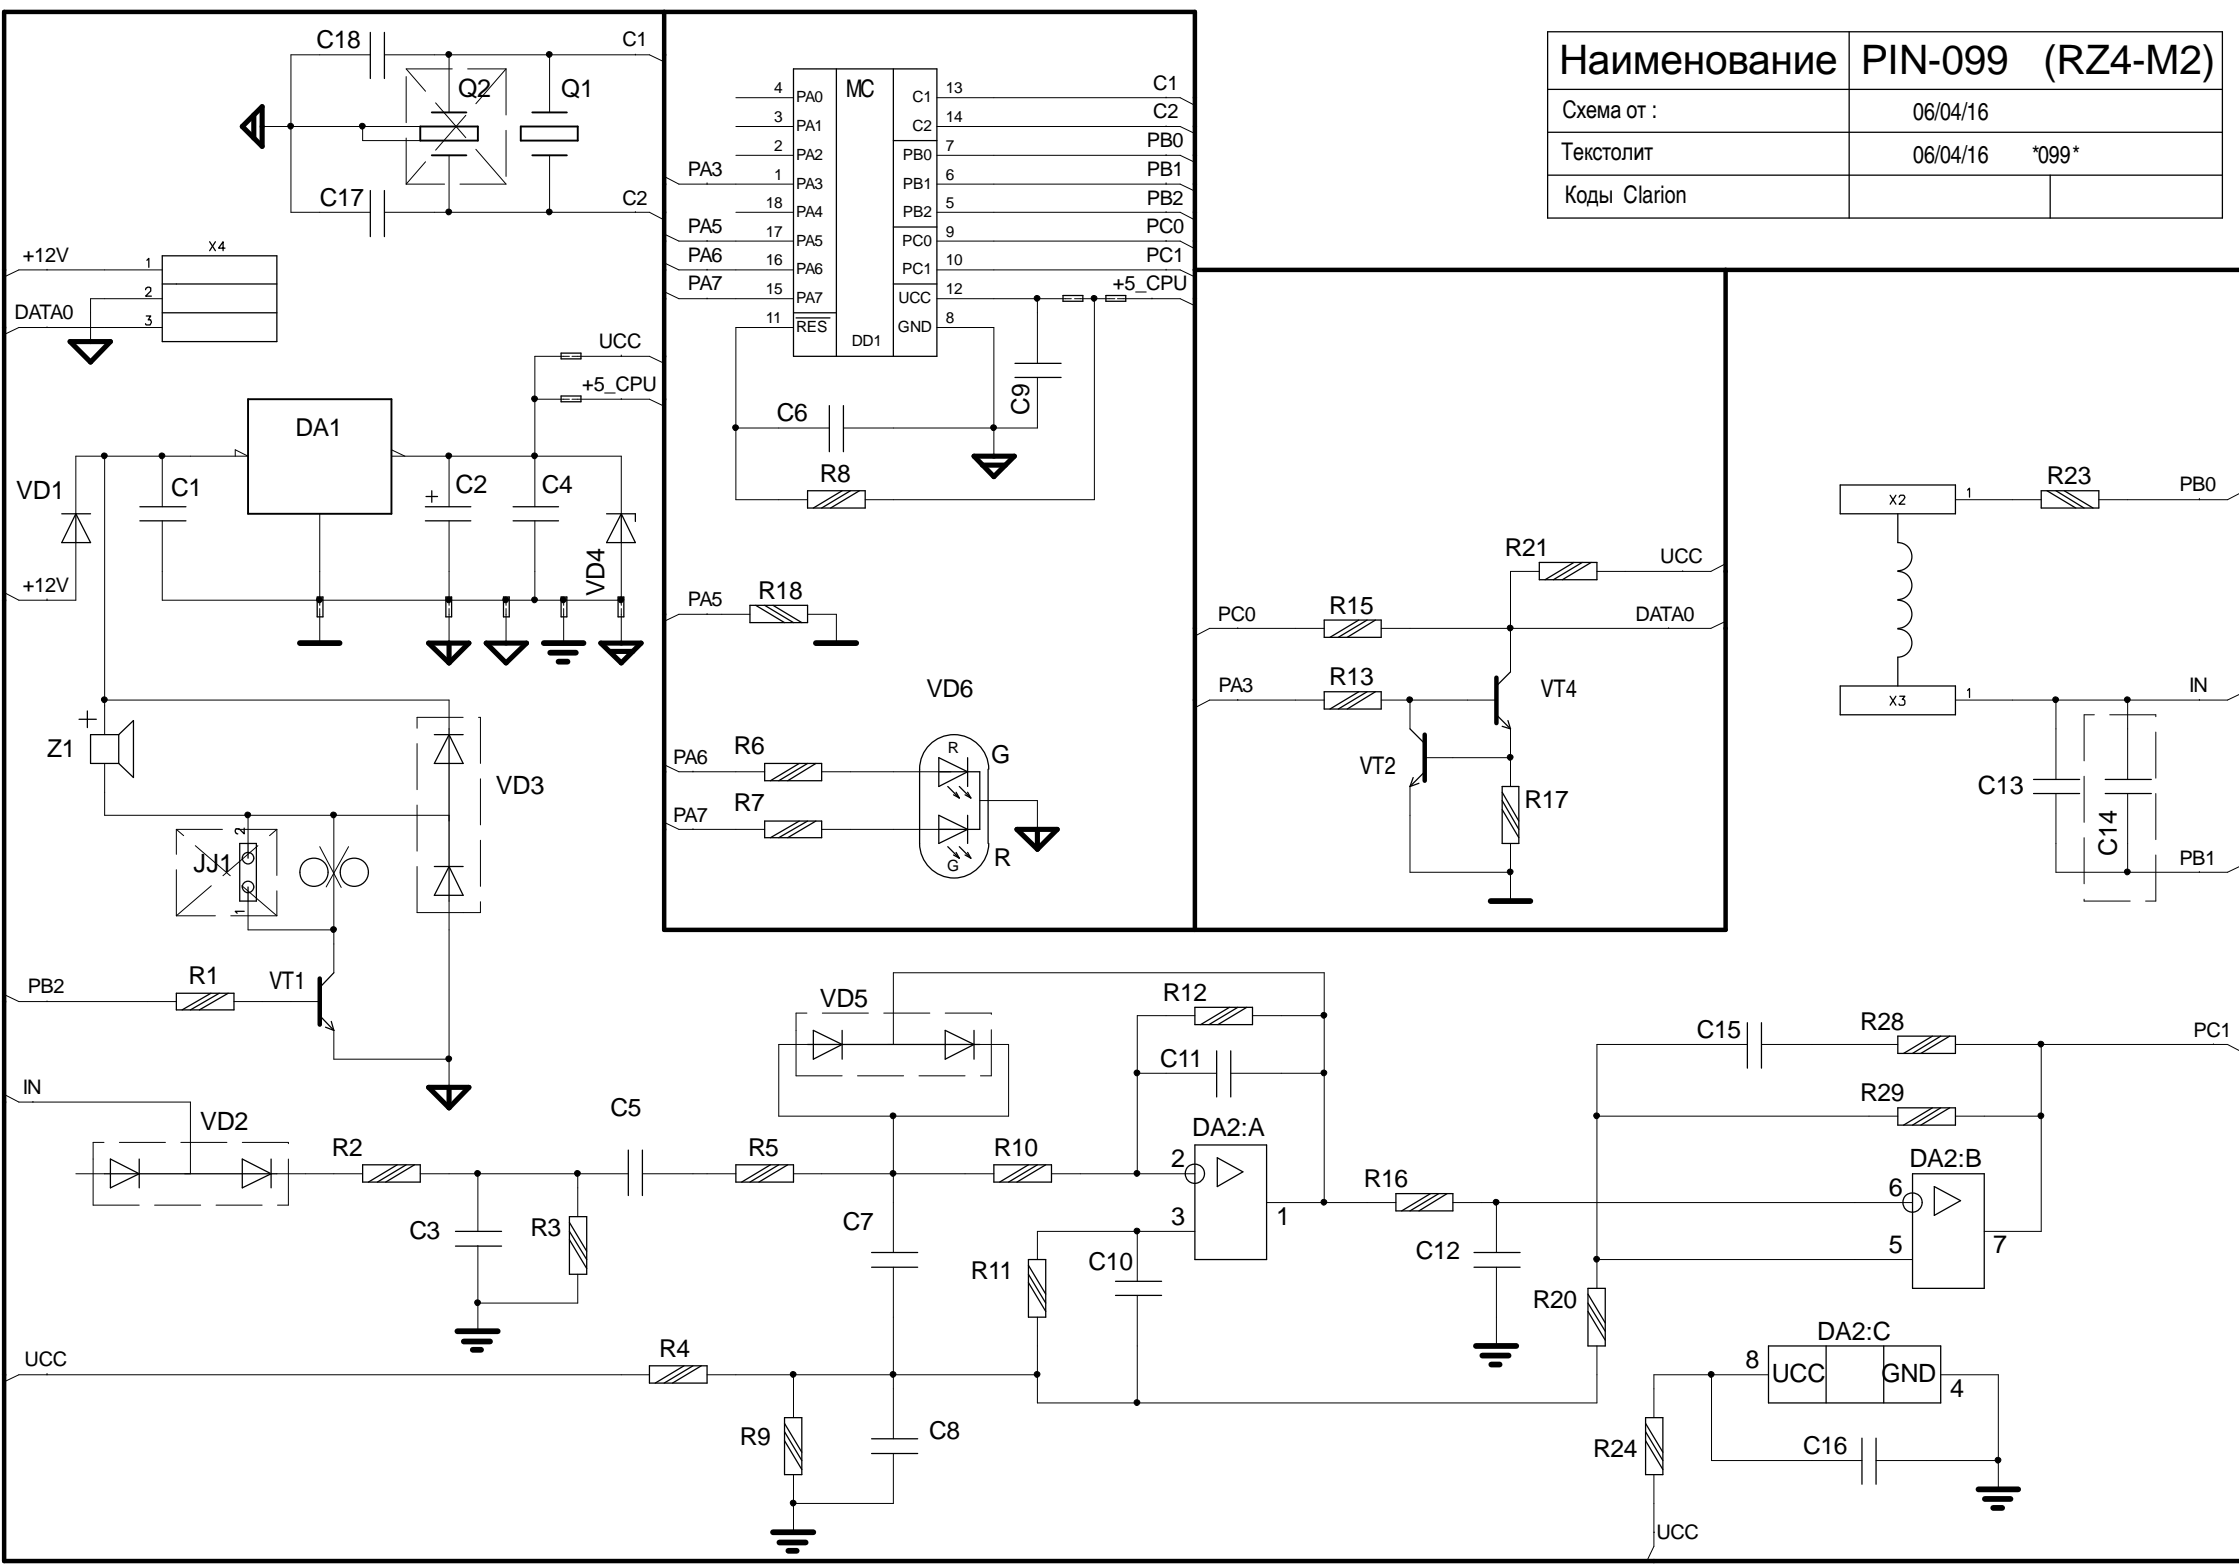 Наименование PIN-099 (RZ4-M2)
Схема от : 06/04/16
Текстолит 06/04/16 *099*
Коды Clarion
C18 C1
Q2 Q1
C17 C2
X4
+12V 1
2
DATA0 3
UCC
+5_CPU
DA1
VD1 C1 C2 C4 VD4
+
+12V
+
Z1
VD3
JJ1
2
1
PB2 R1 VT1
MC
DD1
4 PA0 C1 13 C1
3 PA1 C2 14 C2
2 PA2 PB0 7 PB0
PA3 1 PA3 PB1 6 PB1
18 PA4 PB2 5 PB2
PA5 17 PA5 PC0 9 PC0
PA6 16 PA6 PC1 10 PC1
PA7 15 PA7 UCC 12 +5_CPU
11 RES GND 8
C9
C6
R8
PA5 R18
VD6
PA6 R6 R G
PA7 R7 G R
R21 UCC
PC0 R15 DATA0
PA3 R13 VT4
VT2
R17
X2 1 R23 PB0
X3 1 IN
C13 C14
PB1
IN
VD2 R2 C3 R3 C5 R5
VD5
C7
R10
R12
C11
DA2:A
2
3
1
R11 C10
R16
C12
C15 R28 PC1
R29
DA2:B
6
5
7
R20
UCC R4
R9 C8
DA2:C
8 UCC GND 4
R24 C16
UCC